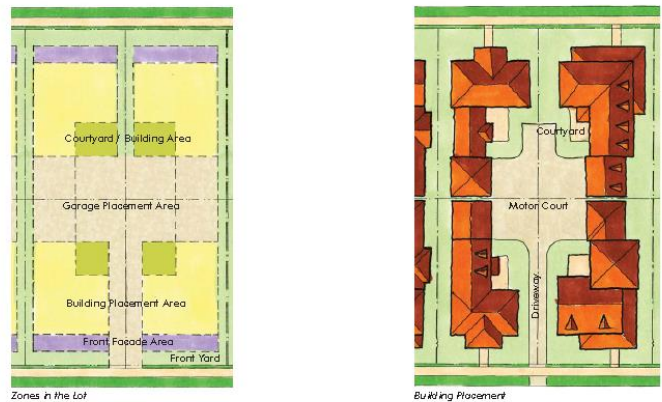 Courtyard / Building Area
Garage Placement Area
Building Placement Area
Front Facade Area
Front Yard
Zones in the Lot
Courtyard
Motor Court
Driveway
Building Placement